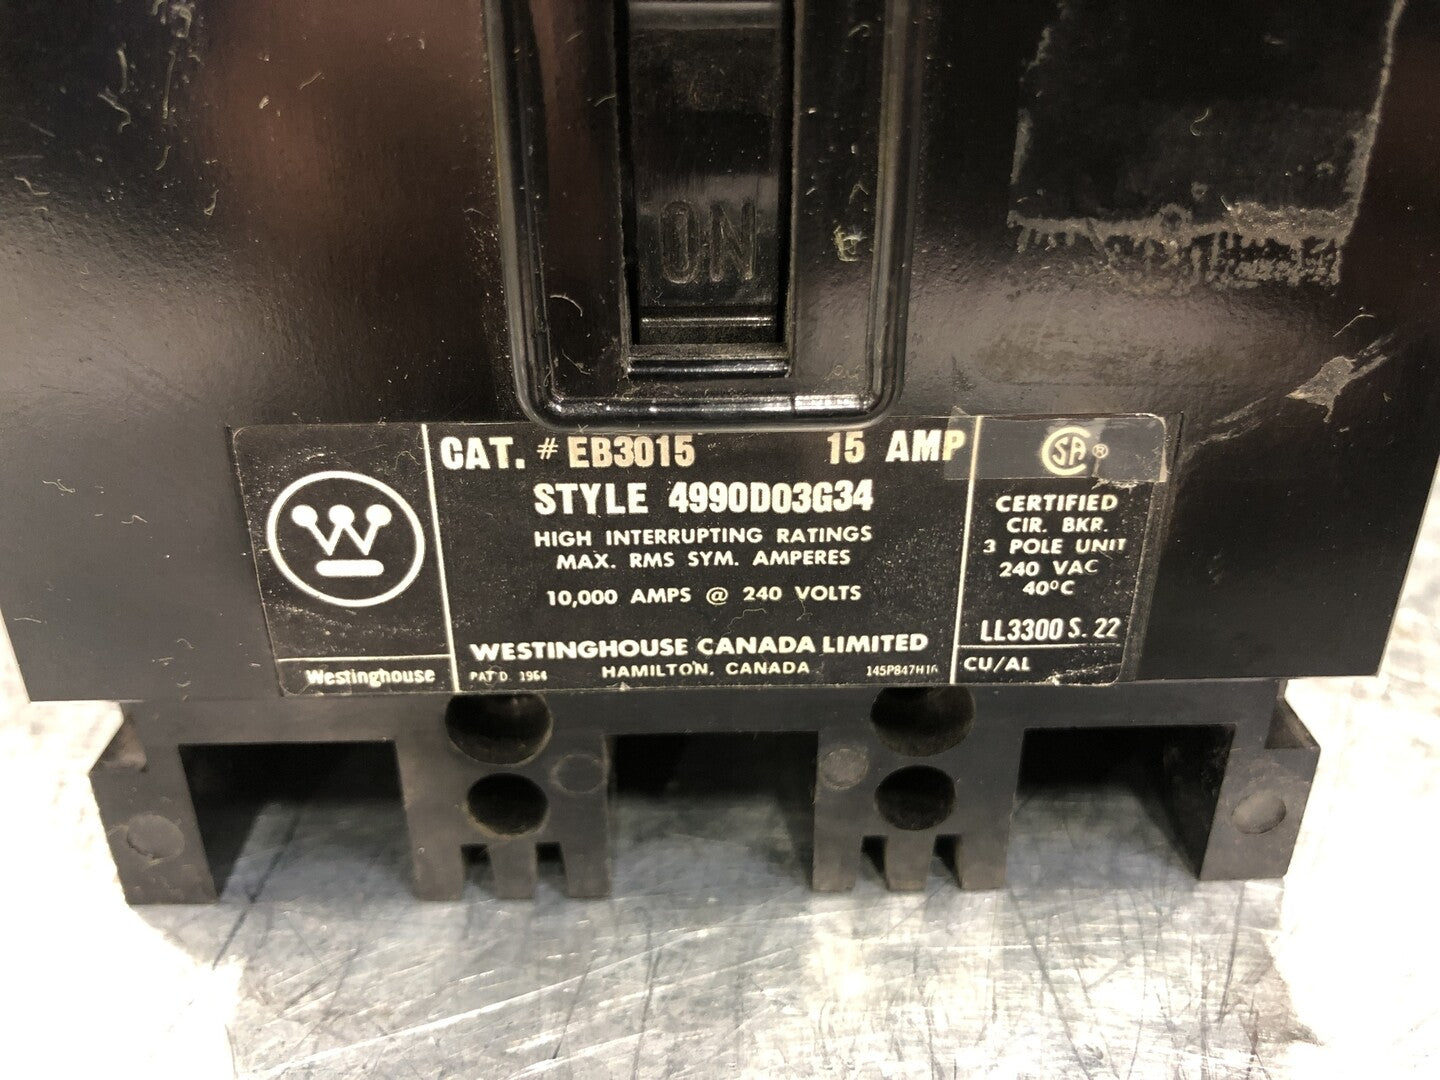 ON
CAT. # EB3015 15 AMP
STYLE 4990D03G34
HIGH INTERRUPTING RATINGS
MAX. RMS SYM. AMPERES
10,000 AMPS @ 240 VOLTS
WESTINGHOUSE CANADA LIMITED
HAMILTON, CANADA
PAT'D 1964
W
Westinghouse
CSA ®
CERTIFIED
CIR. BKR.
3 POLE UNIT
240 VAC
40°C
LL3300 S. 22
CU/AL